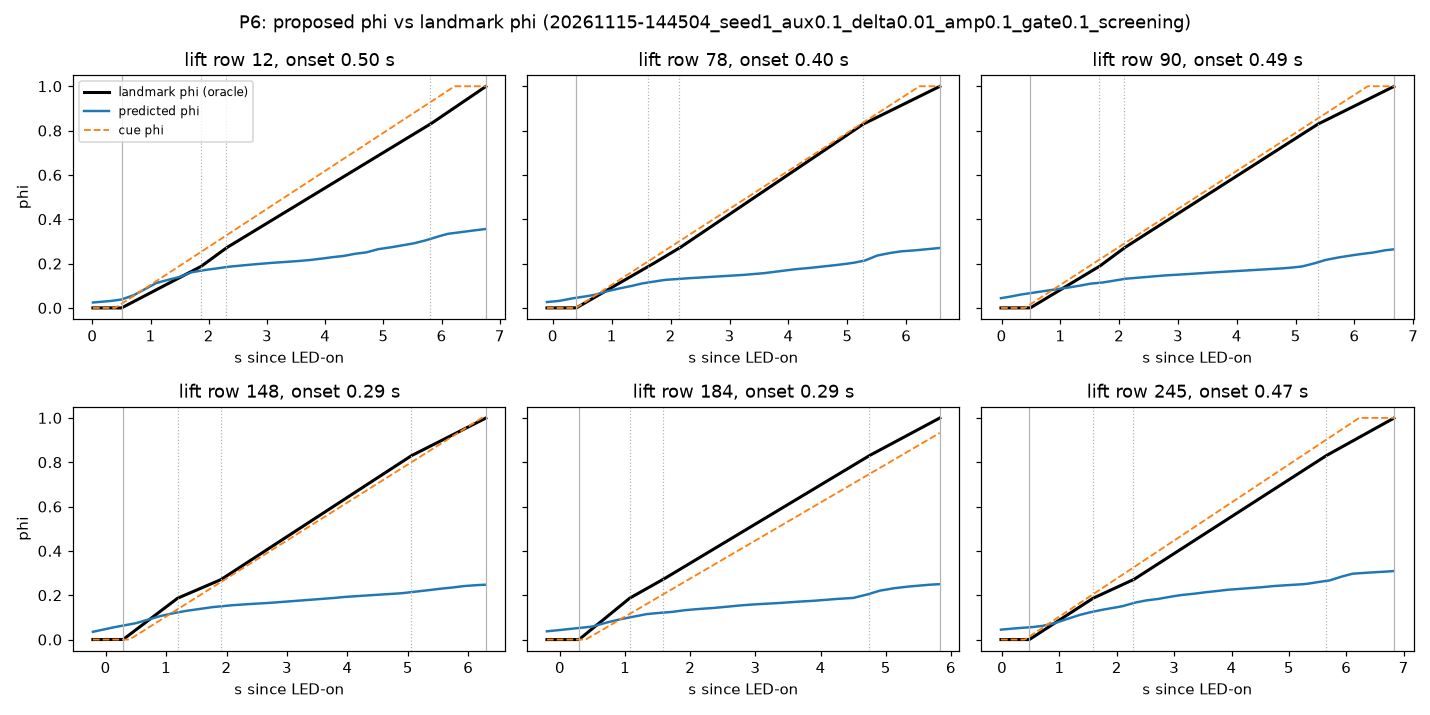 P6: proposed phi vs landmark phi (20261115-144504_seed1_aux0.1_delta0.01_amp0.1_gate0.1_screening)
lift row 12, onset 0.50 s
lift row 78, onset 0.40 s
lift row 90, onset 0.49 s
landmark phi (oracle)
predicted phi
cue phi
1.0
0.8
0.6
0.4
0.2
0.0
phi
0 1 2 3 4 5 6 7
0 1 2 3 4 5 6
0 1 2 3 4 5 6 7
s since LED-on
s since LED-on
s since LED-on
lift row 148, onset 0.29 s
lift row 184, onset 0.29 s
lift row 245, onset 0.47 s
1.0
0.8
0.6
0.4
0.2
0.0
phi
0 1 2 3 4 5 6
0 1 2 3 4 5 6
0 1 2 3 4 5 6 7
s since LED-on
s since LED-on
s since LED-on